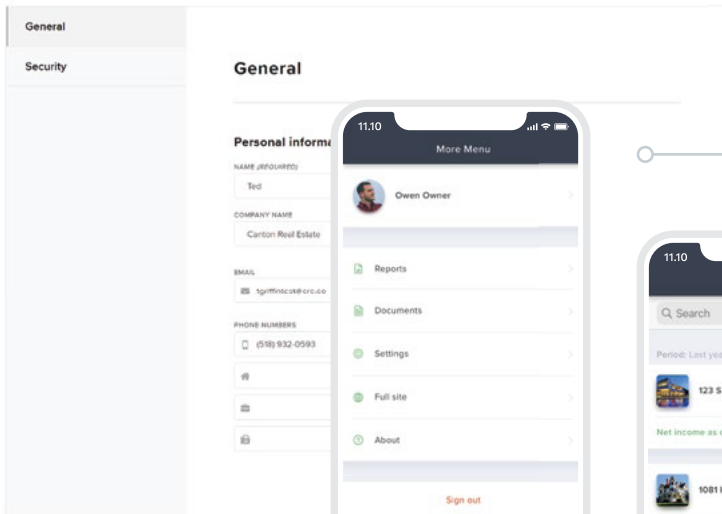 General
Security
General
Personal informa
NAME (REQUIRED)
Ted
COMPANY NAME
Canton Real Estate
EMAIL
PHONE NUMBERS
(518) 932-0593
11.10
More Menu
Owen Owner
Reports
Documents
Settings
Full site
About
Sign out
11.10
Search
Period: Last yea
123 S
Net income as o
1081